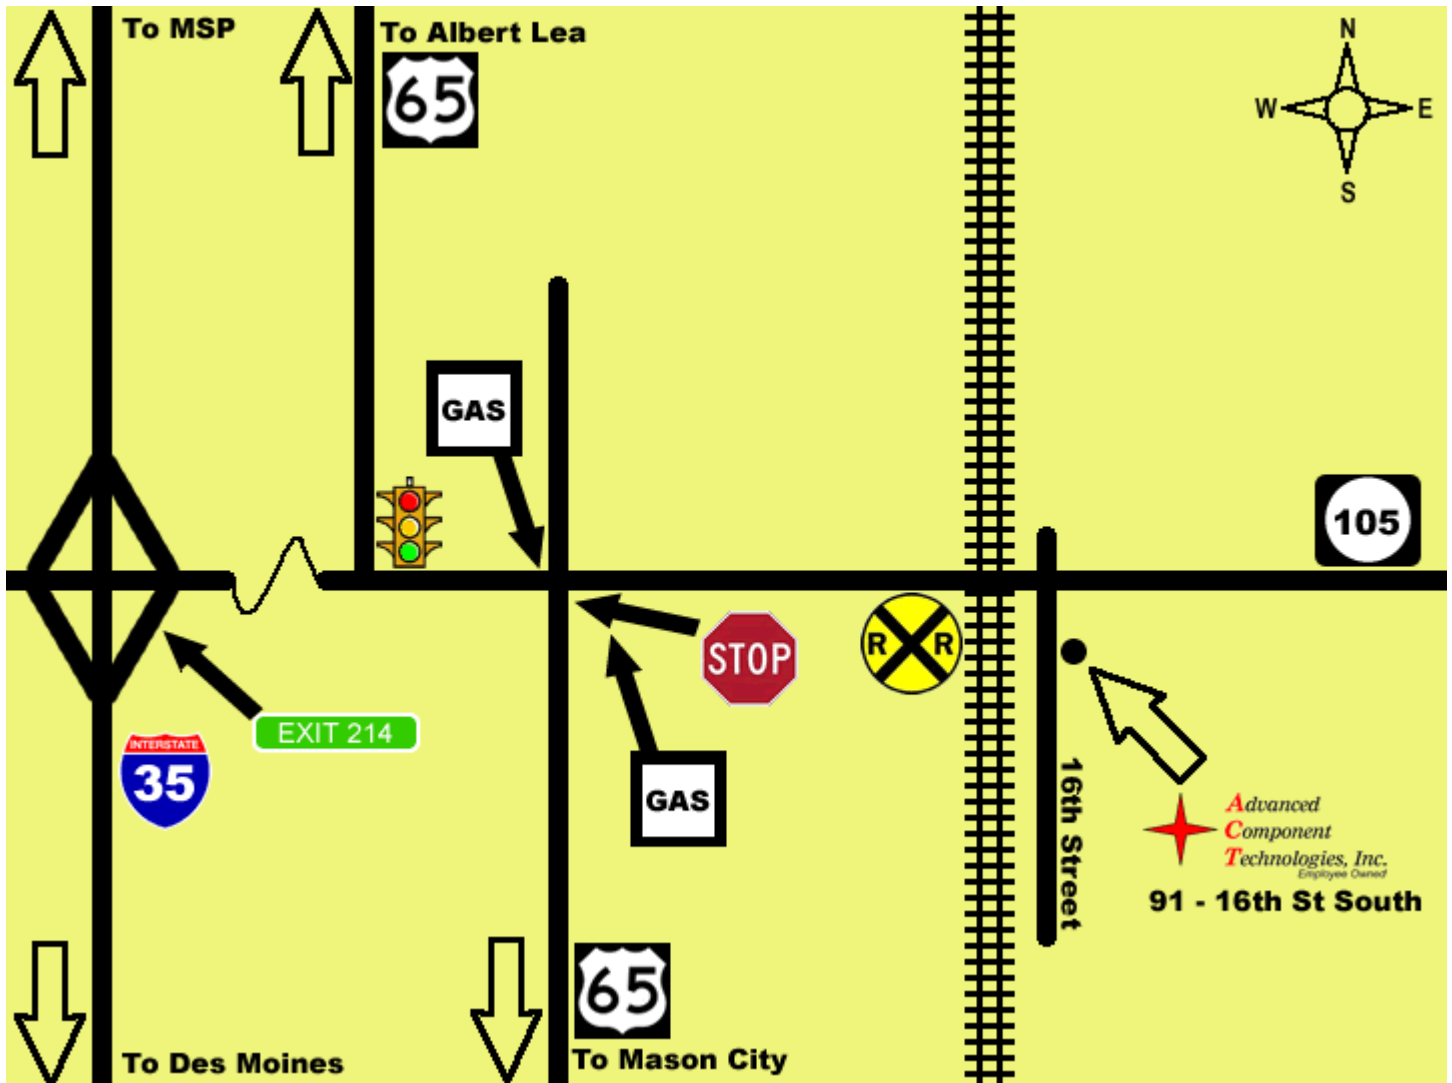 To MSP
To Albert Lea
65
N
W E
S
GAS
105
R R
STOP
EXIT 214
INTERSTATE
35
GAS
16th Street
Advanced
Component
Technologies, Inc.
Employee Owned
91 - 16th St South
65
To Des Moines
To Mason City